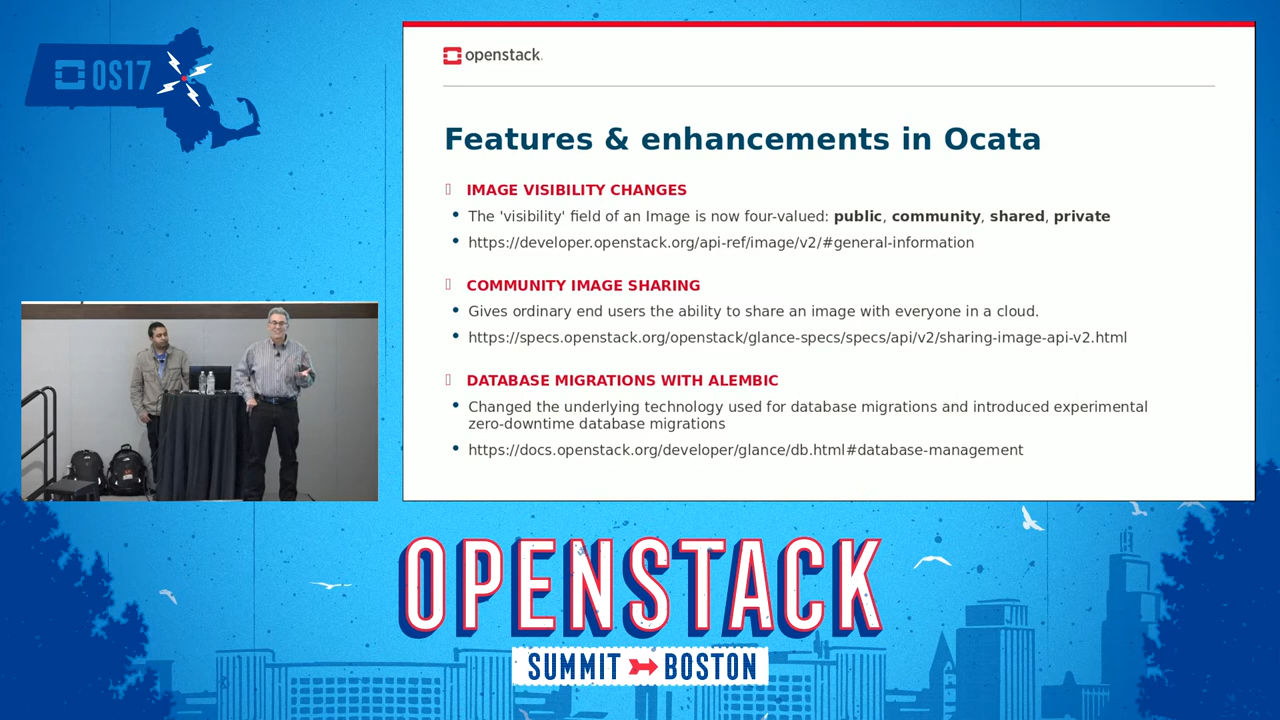 OS17
openstack.
Features & enhancements in Ocata
IMAGE VISIBILITY CHANGES
• The 'visibility' field of an Image is now four-valued: public, community, shared, private
• https://developer.openstack.org/api-ref/image/v2/#general-information
COMMUNITY IMAGE SHARING
• Gives ordinary end users the ability to share an image with everyone in a cloud.
• https://specs.openstack.org/openstack/glance-specs/specs/api/v2/sharing-image-api-v2.html
DATABASE MIGRATIONS WITH ALEMBIC
• Changed the underlying technology used for database migrations and introduced experimental
zero-downtime database migrations
• https://docs.openstack.org/developer/glance/db.html#database-management
OPENSTACK
SUMMIT BOSTON